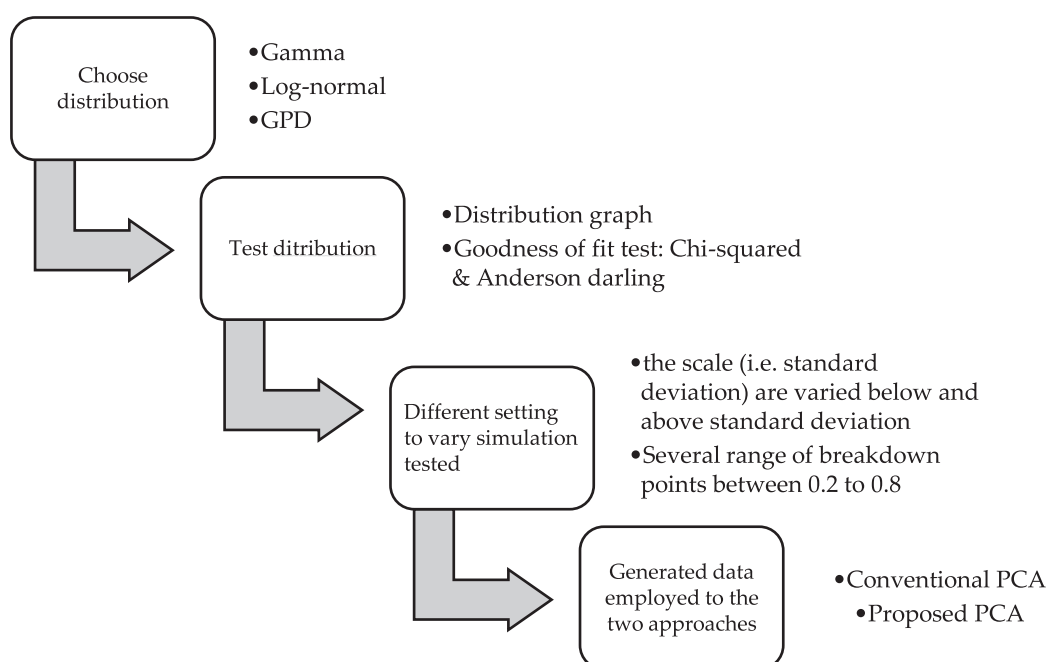 Choose
distribution
•Gamma
•Log-normal
•GPD
Test ditribution
•Distribution graph
•Goodness of fit test: Chi-squared
& Anderson darling
Different setting
to vary simulation
tested
•the scale (i.e. standard
deviation) are varied below and
above standard deviation
•Several range of breakdown
points between 0.2 to 0.8
Generated data
employed to the
two approaches
•Conventional PCA
•Proposed PCA